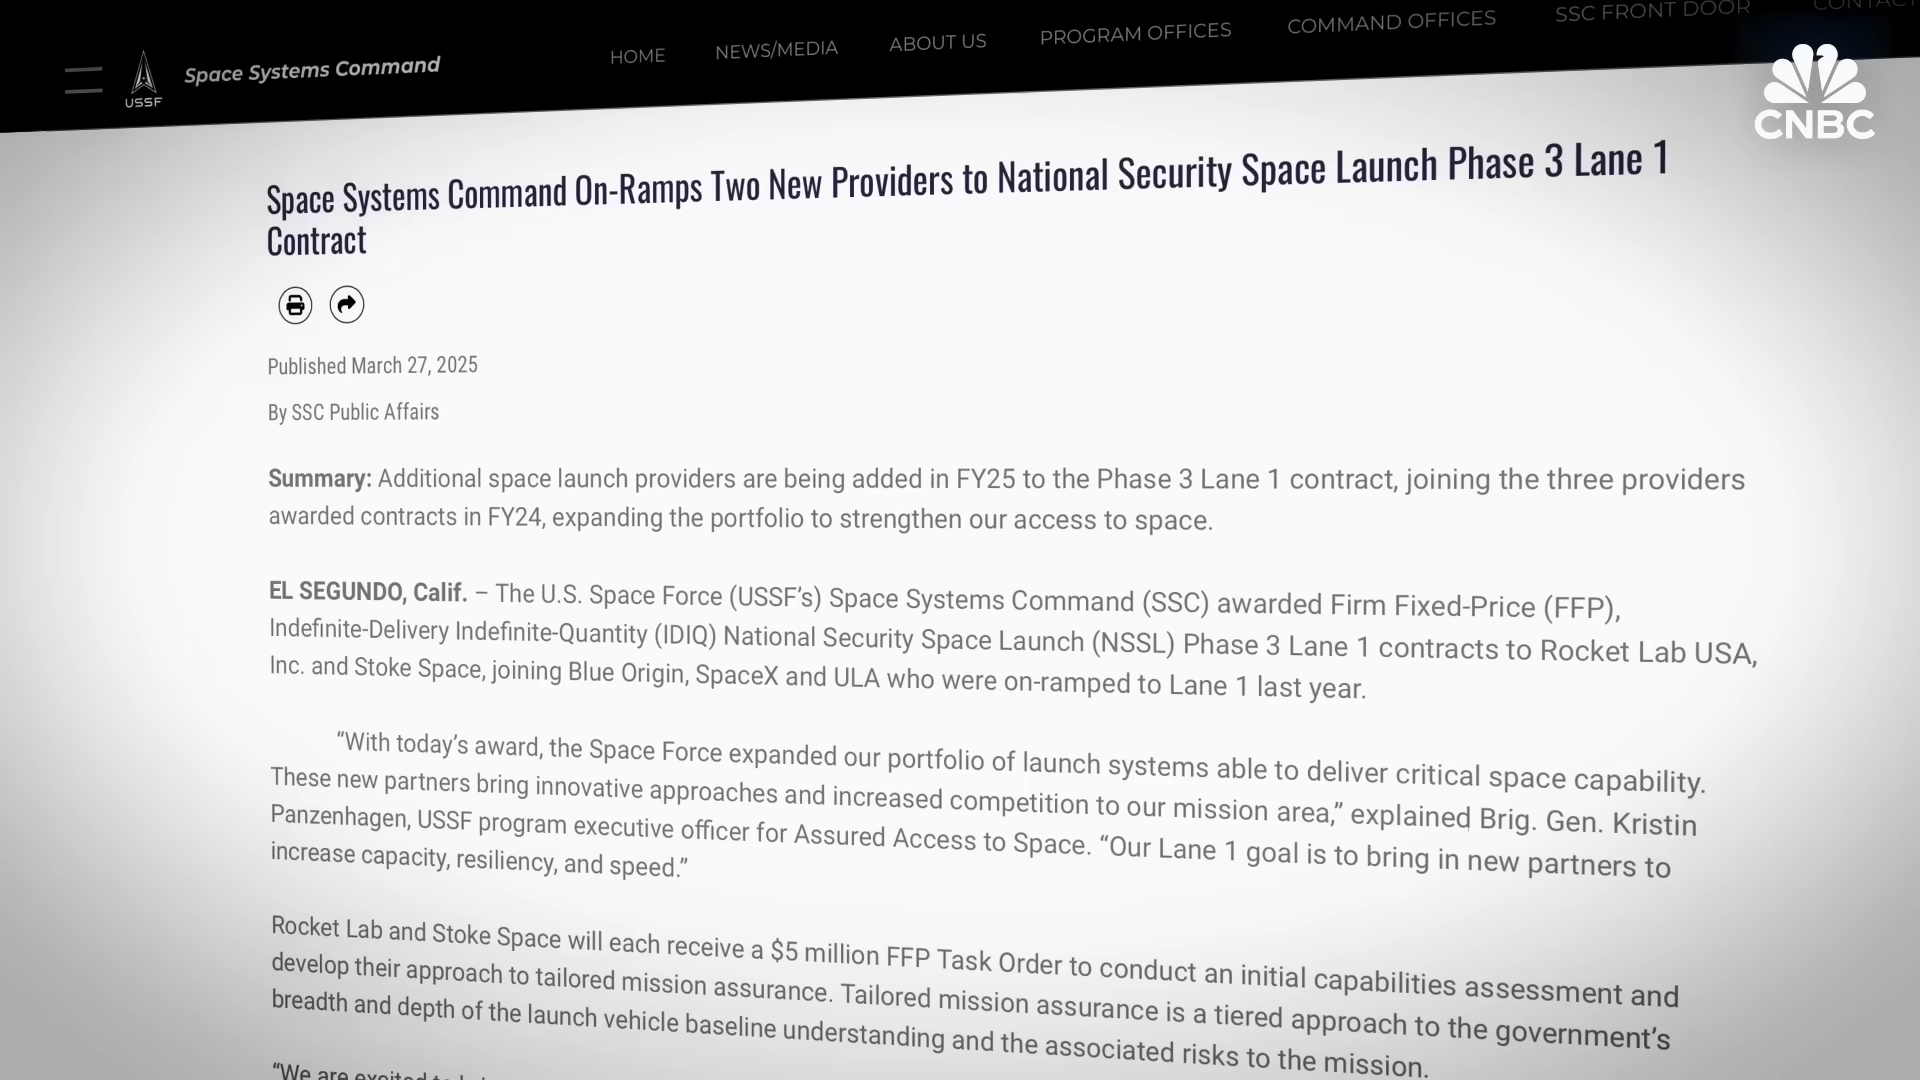 USSF
Space Systems Command
HOME
NEWS/MEDIA
ABOUT US
PROGRAM OFFICES
COMMAND OFFICES
SSC FRONT DOOR
CNBC
Space Systems Command On-Ramps Two New Providers to National Security Space Launch Phase 3 Lane 1
Contract
Published March 27, 2025
By SSC Public Affairs
Summary: Additional space launch providers are being added in FY25 to the Phase 3 Lane 1 contract, joining the three providers
awarded contracts in FY24, expanding the portfolio to strengthen our access to space.
EL SEGUNDO, Calif. – The U.S. Space Force (USSF's) Space Systems Command (SSC) awarded Firm Fixed-Price (FFP),
Indefinite-Delivery Indefinite-Quantity (IDIQ) National Security Space Launch (NSSL) Phase 3 Lane 1 contracts to Rocket Lab USA,
Inc. and Stoke Space, joining Blue Origin, SpaceX and ULA who were on-ramped to Lane 1 last year.
“With today’s award, the Space Force expanded our portfolio of launch systems able to deliver critical space capability.
These new partners bring innovative approaches and increased competition to our mission area,” explained Brig. Gen. Kristin
Panzenhagen, USSF program executive officer for Assured Access to Space. “Our Lane 1 goal is to bring in new partners to
increase capacity, resiliency, and speed.”
Rocket Lab and Stoke Space will each receive a $5 million FFP Task Order to conduct an initial capabilities assessment and
develop their approach to tailored mission assurance. Tailored mission assurance is a tiered approach to the government’s
breadth and depth of the launch vehicle baseline understanding and the associated risks to the mission.
“We are